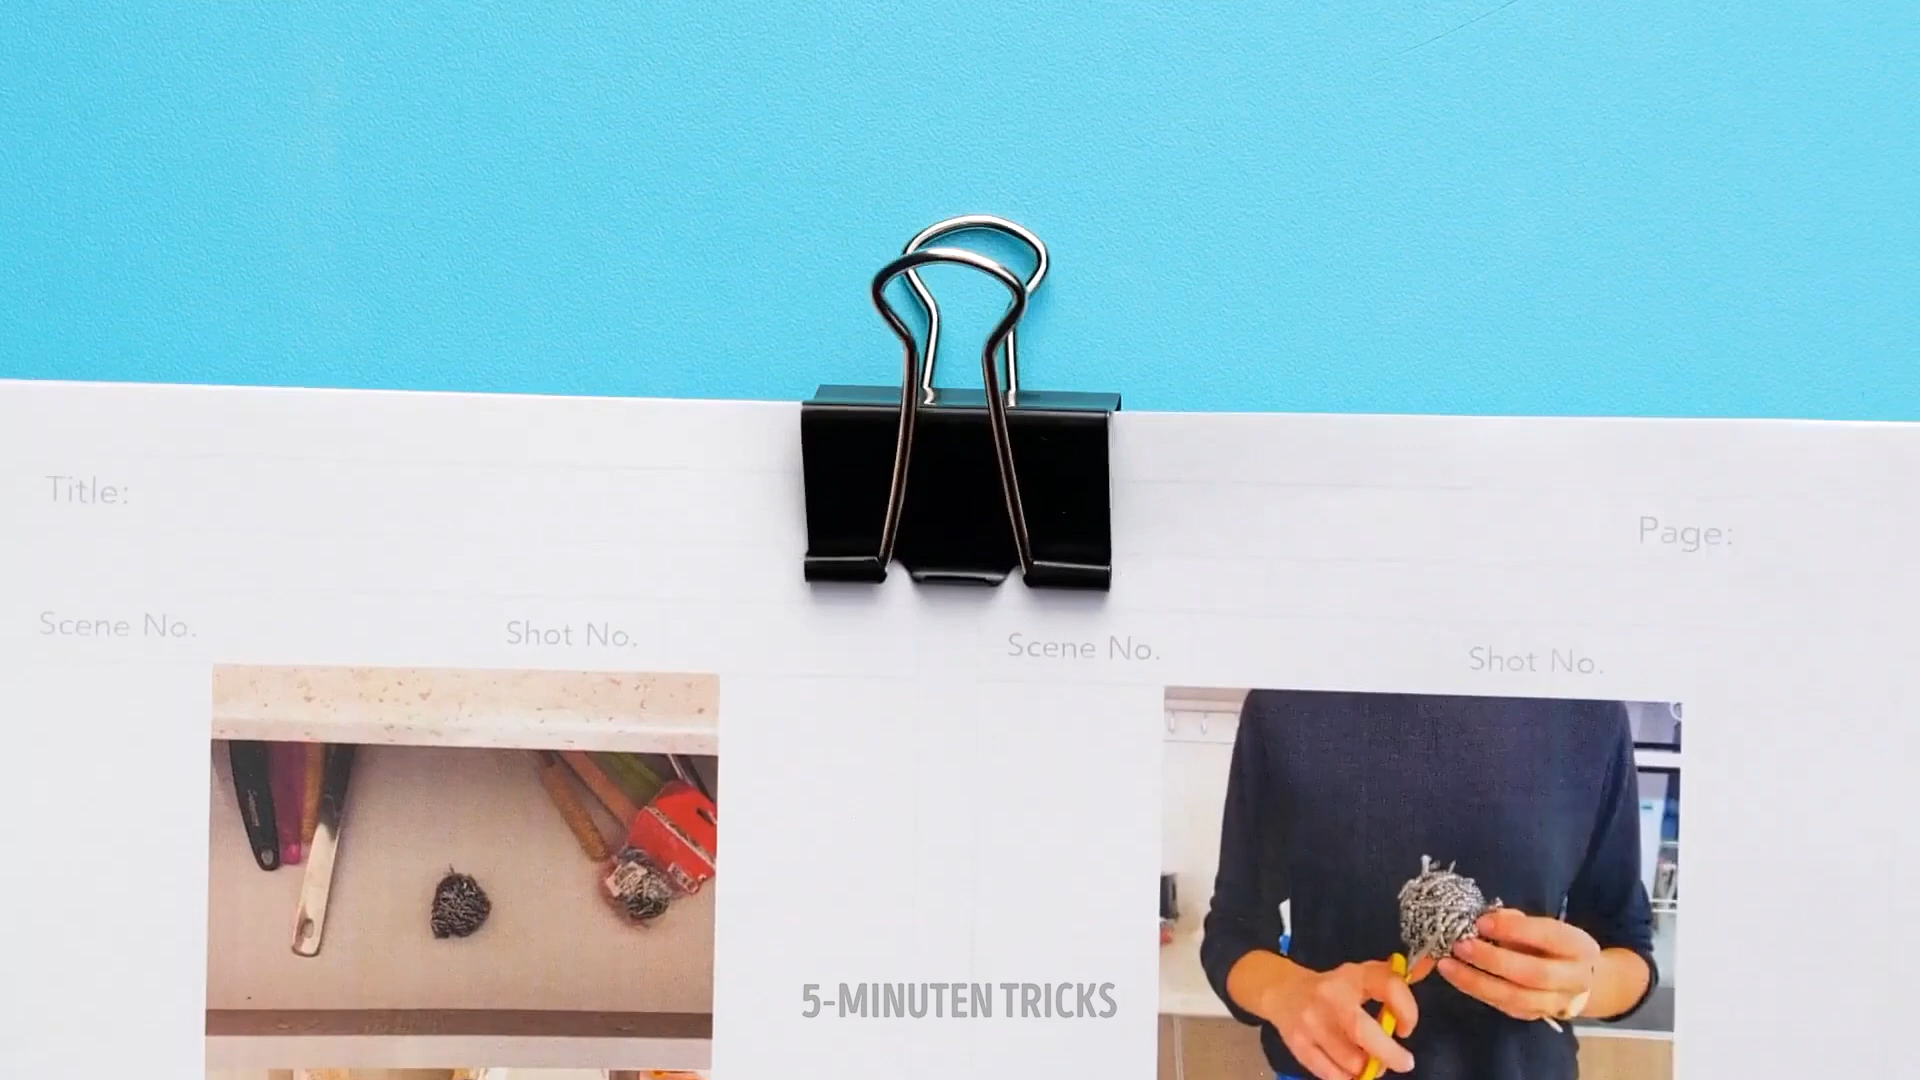 Title:
Page:
Scene No.
Shot No.
Scene No.
Shot No.
5-MINUTEN TRICKS